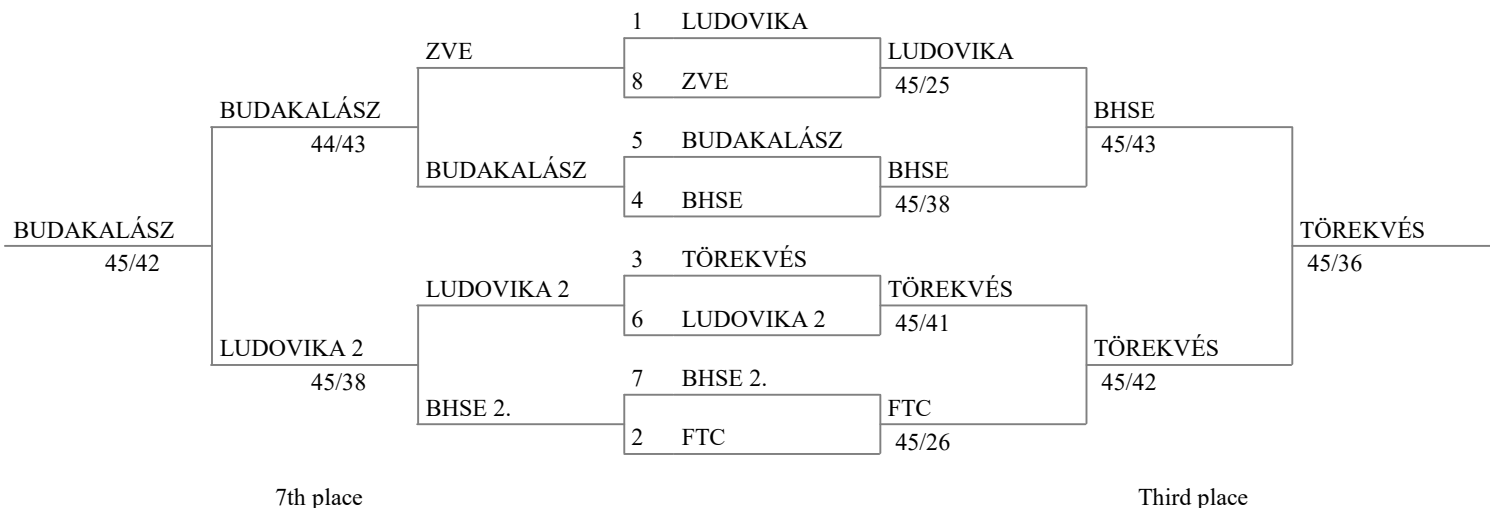 1 LUDOVIKA
ZVE LUDOVIKA
8 ZVE 45/25
BUDAKALÁSZ BHSE
44/43 5 BUDAKALÁSZ 45/43
BUDAKALÁSZ BHSE
4 BHSE 45/38
BUDAKALÁSZ TÖREKVÉS
45/42 3 TÖREKVÉS 45/36
LUDOVIKA 2 TÖREKVÉS
6 LUDOVIKA 2 45/41
LUDOVIKA 2 TÖREKVÉS
45/38 7 BHSE 2. 45/42
BHSE 2. FTC
2 FTC 45/26
7th place Third place